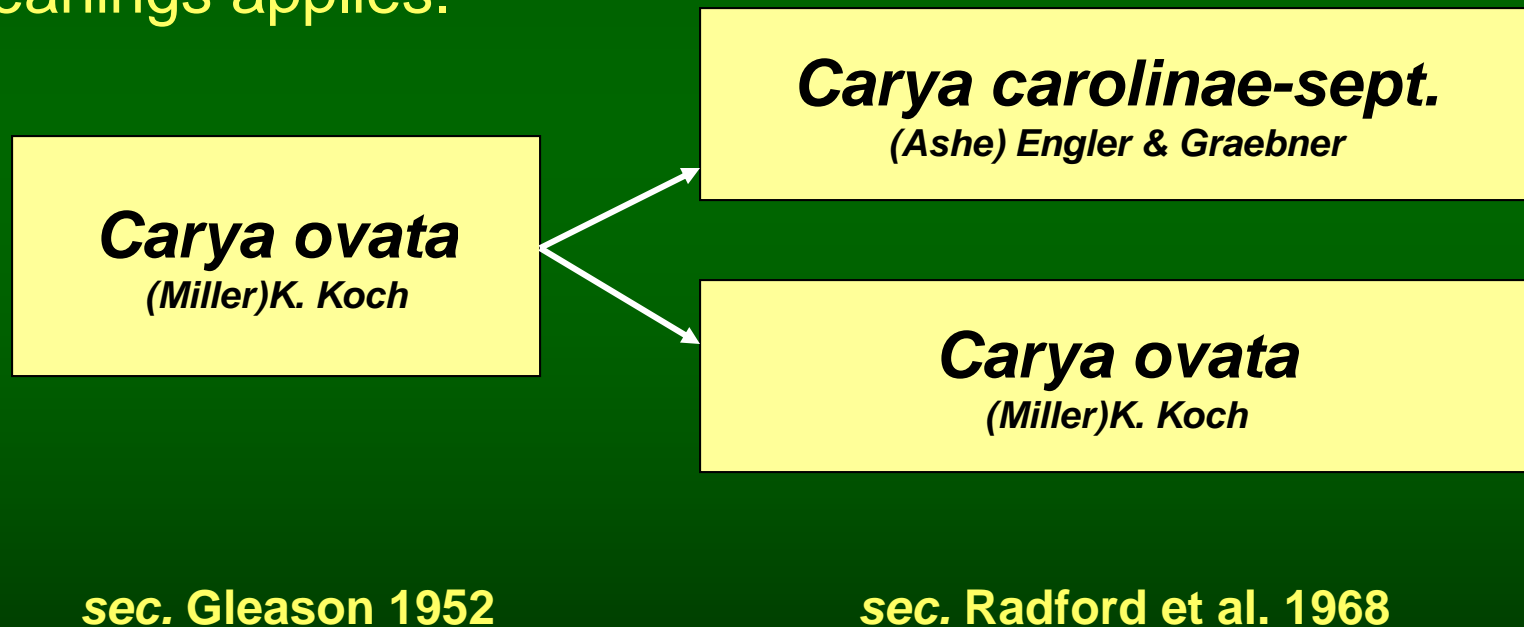 applies.
Carya carolinae-sept.
(Ashe) Engler & Graebner
Carya ovata
(Miller)K. Koch
Carya ovata
(Miller)K. Koch
sec. Gleason 1952
sec. Radford et al. 1968